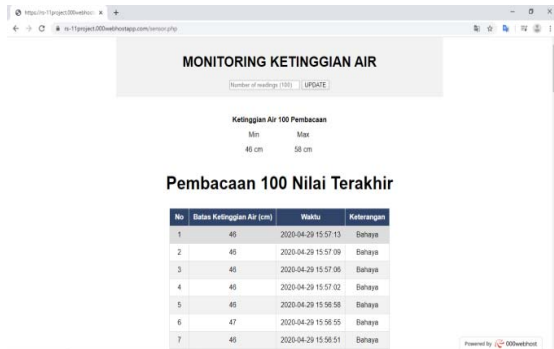 https://rs-11project.000webhost
rs-11project.000webhostapp.com/sensor.php
MONITORING KETINGGIAN AIR
Number of readings (100) UPDATE
Ketinggian Air 100 Pembacaan
Min Max
46 cm 58 cm
Pembacaan 100 Nilai Terakhir
No Batas Ketinggian Air (cm) Waktu Keterangan
1 46 2020-04-29 15:57:13 Bahaya
2 46 2020-04-29 15:57:09 Bahaya
3 46 2020-04-29 15:57:06 Bahaya
4 46 2020-04-29 15:57:02 Bahaya
5 46 2020-04-29 15:56:58 Bahaya
6 47 2020-04-29 15:56:55 Bahaya
7 46 2020-04-29 15:56:51 Bahaya
Powered by 000webhost